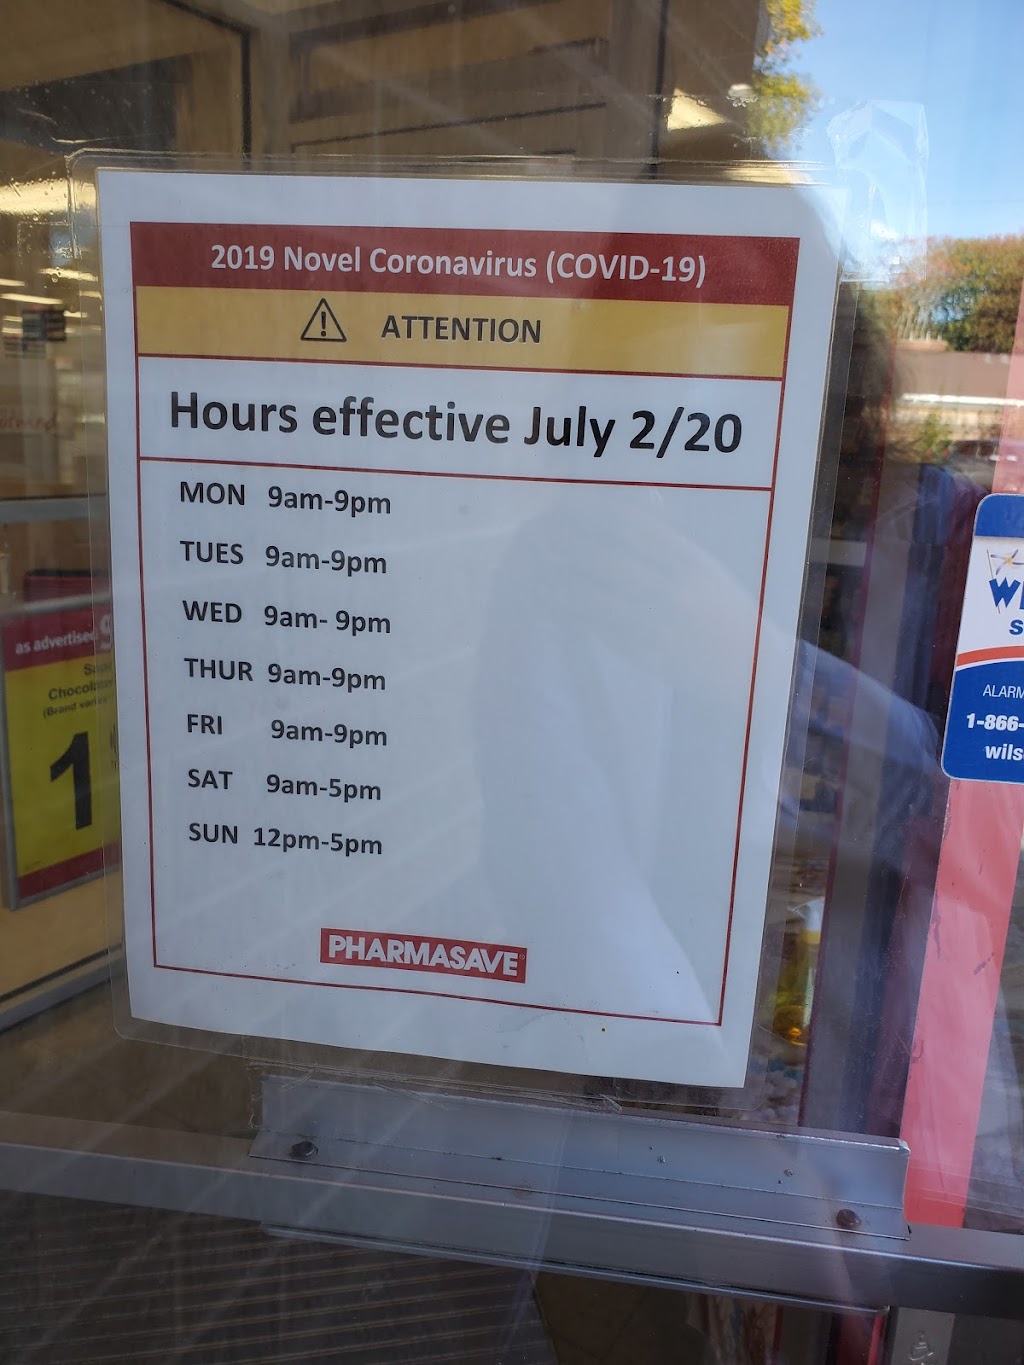 2019 Novel Coronavirus (COVID-19)
ATTENTION
Hours effective July 2/20
MON 9am-9pm
TUES 9am-9pm
WED 9am- 9pm
THUR 9am-9pm
FRI 9am-9pm
SAT 9am-5pm
SUN 12pm-5pm
PHARMASAVE
as advertised
(Brand
1
ALARM
1-866-